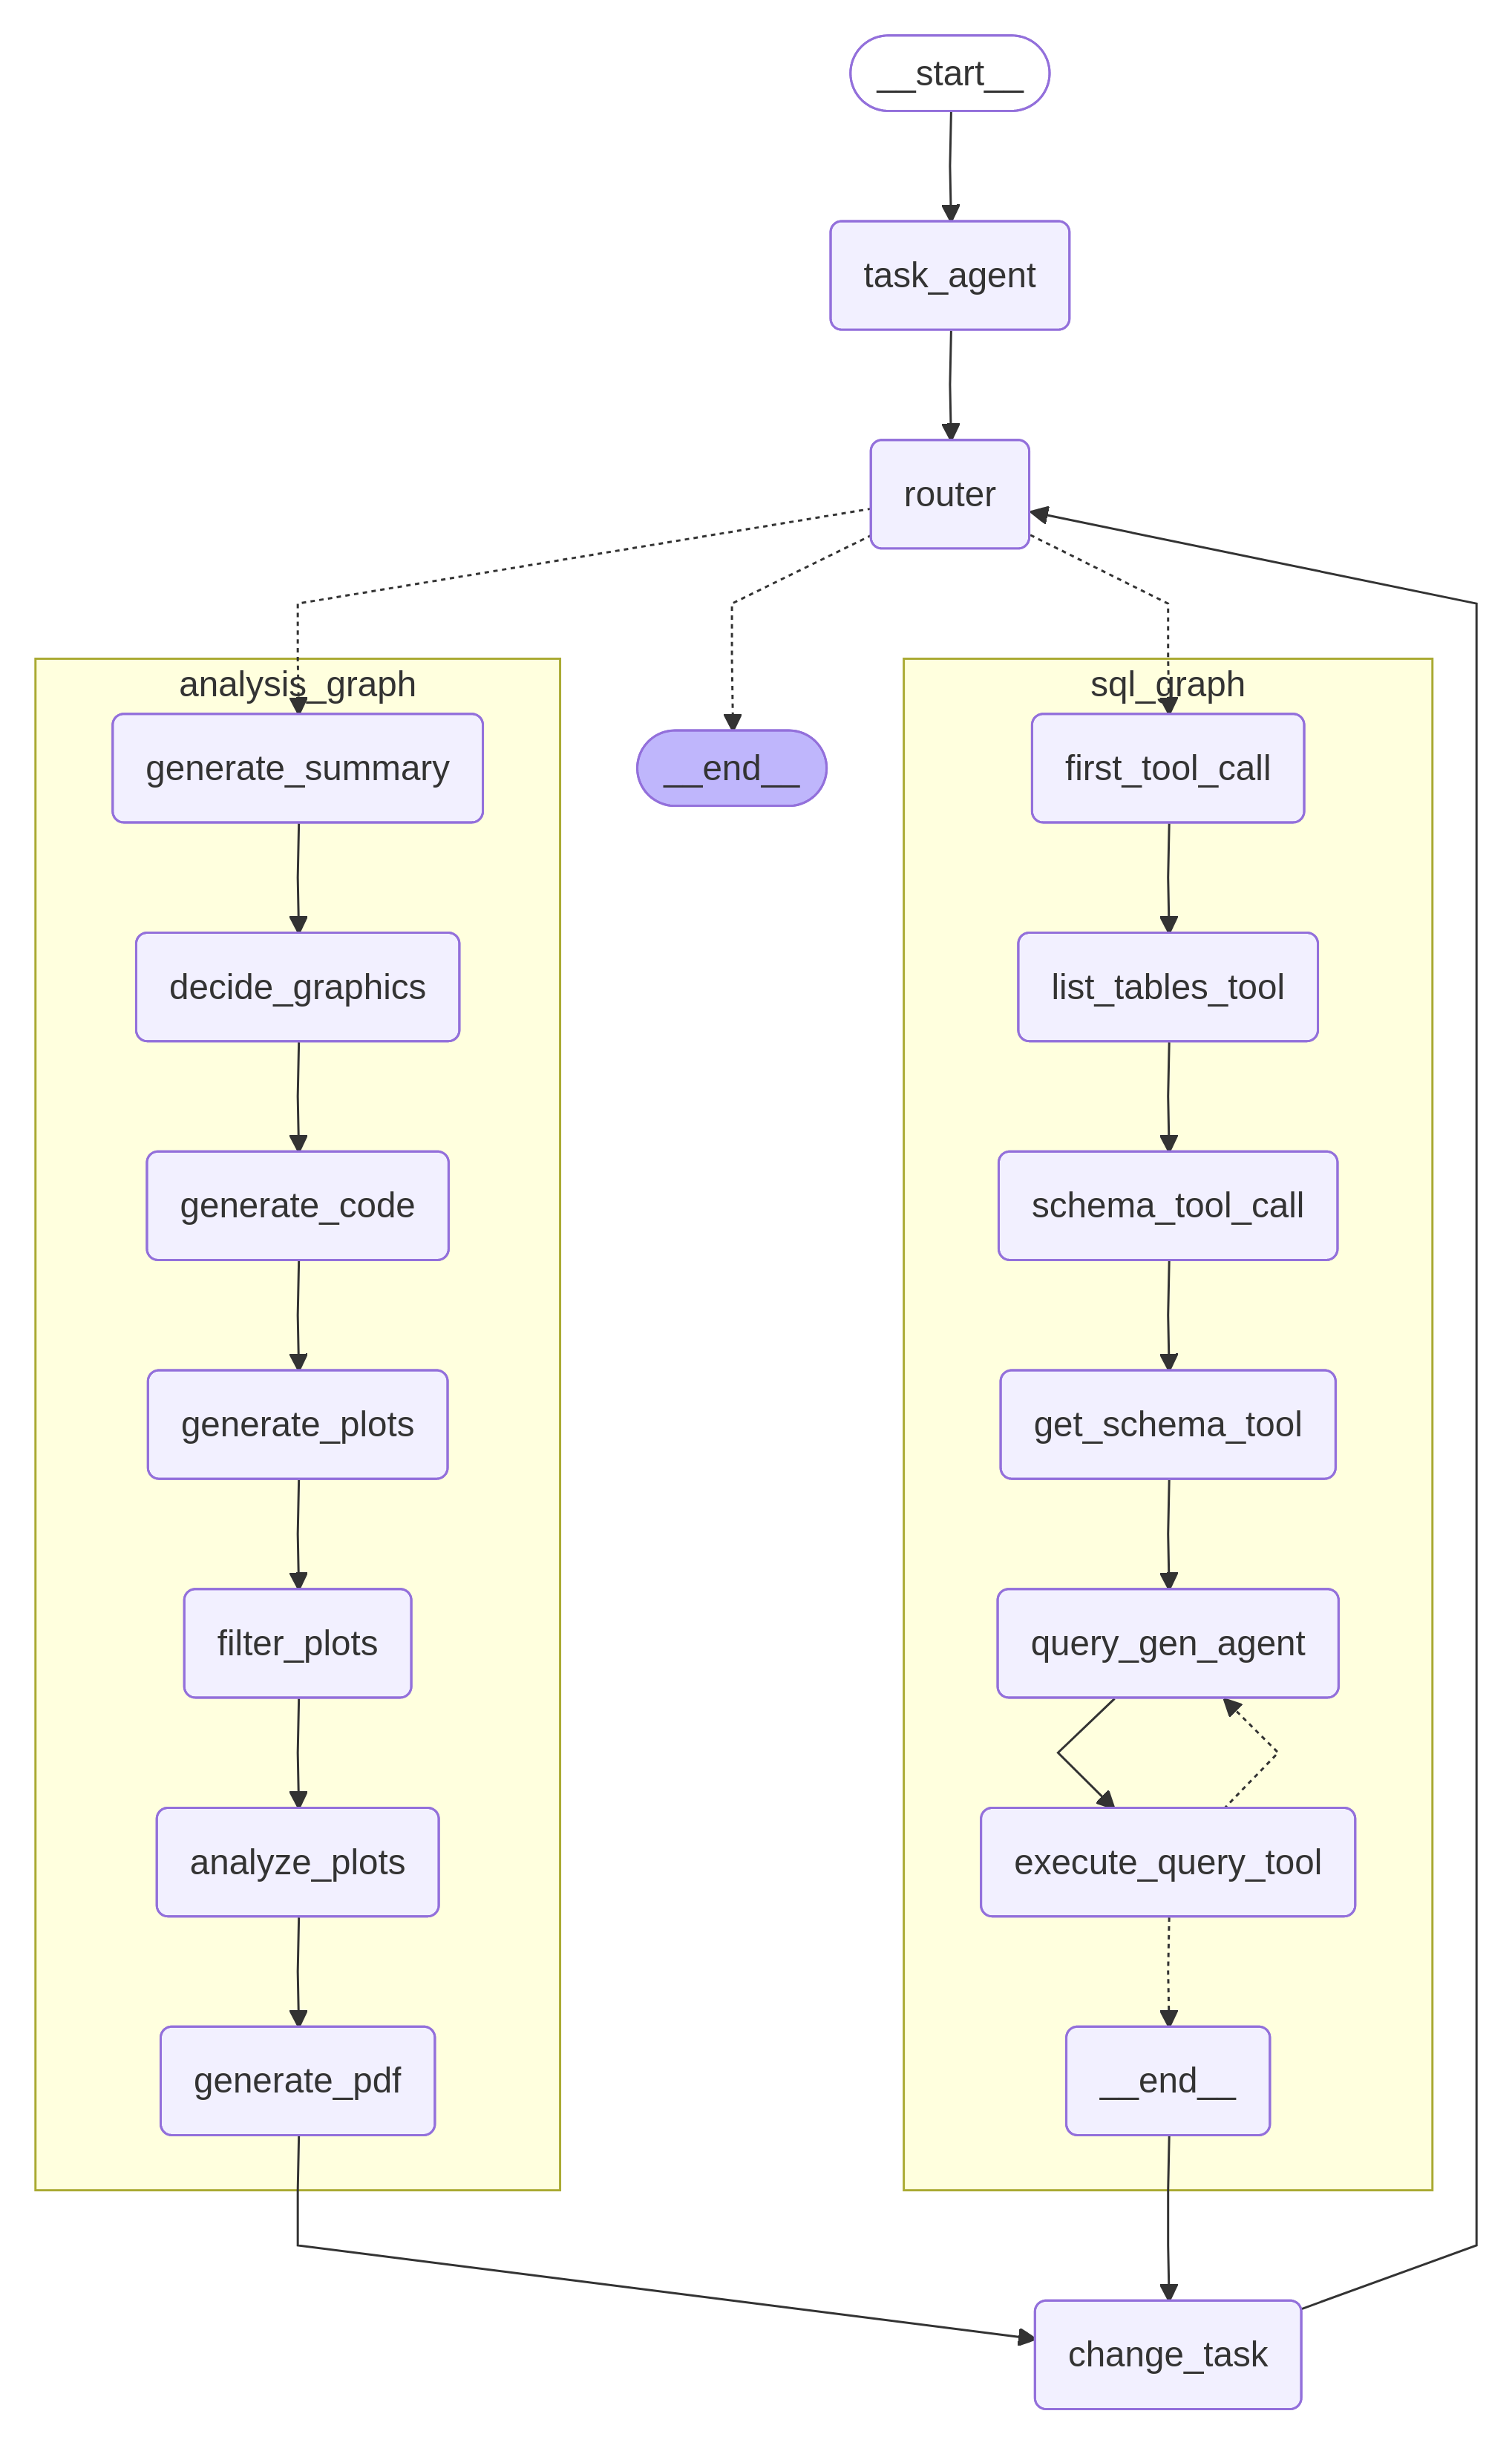 __start__
task_agent
router
analysis_graph
generate_summary
decide_graphics
generate_code
generate_plots
filter_plots
analyze_plots
generate_pdf
__end__
sql_graph
first_tool_call
list_tables_tool
schema_tool_call
get_schema_tool
query_gen_agent
execute_query_tool
__end__
change_task